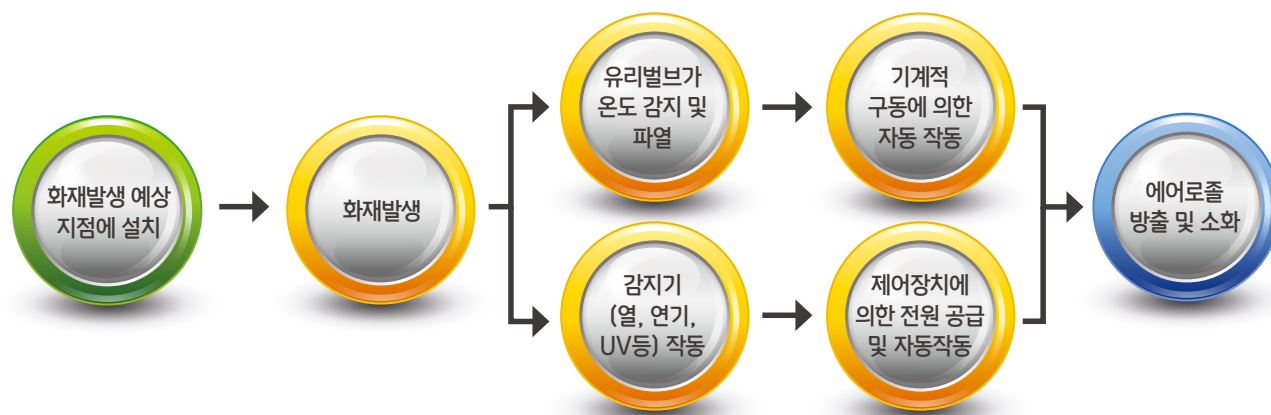 화재발생 예상
지점에 설치
화재발생
유리벌브가
온도 감지 및
파열
기계적
구동에 의한
자동 작동
감지기
(열, 연기,
UV등) 작동
제어장치에
의한 전원 공급
및 자동작동
에어로졸
방출 및 소화